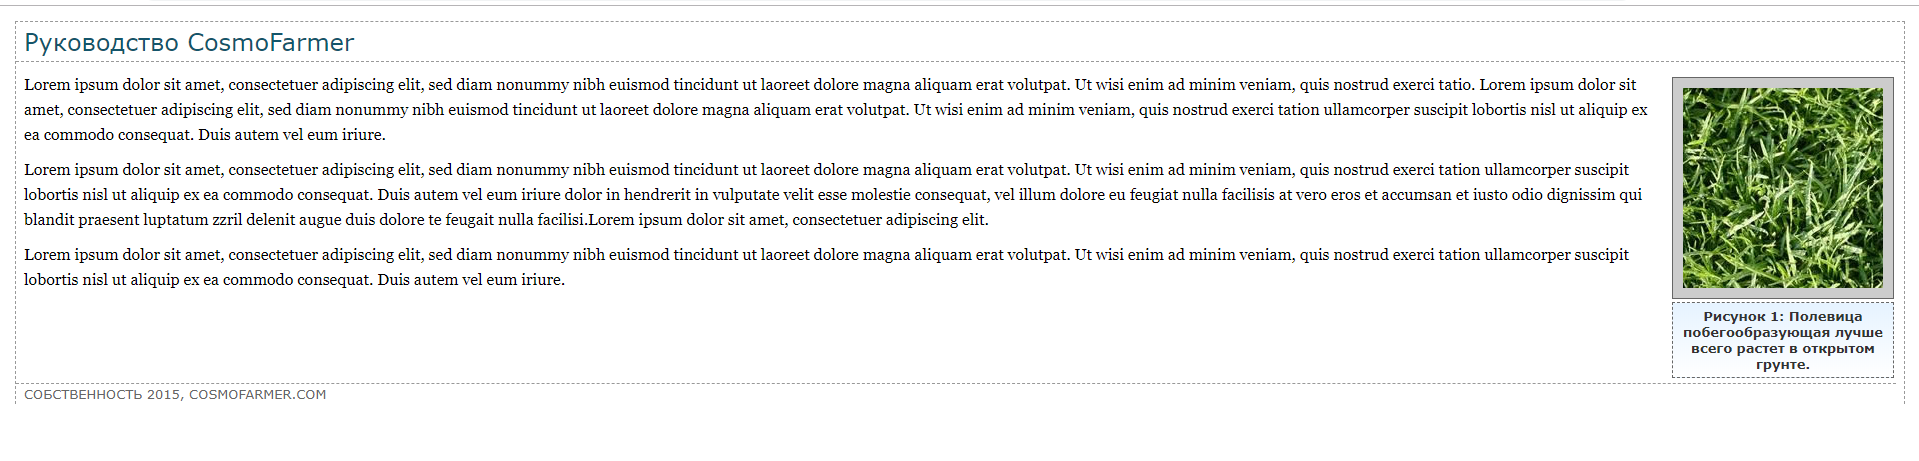 Руководство CosmoFarmer
Lorem ipsum dolor sit amet, consectetuer adipiscing elit, sed diam nonummy nibh euismod tincidunt ut laoreet dolore magna aliquam erat volutpat. Ut wisi enim ad minim veniam, quis nostrud exerci tatio. Lorem ipsum dolor sit
amet, consectetuer adipiscing elit, sed diam nonummy nibh euismod tincidunt ut laoreet dolore magna aliquam erat volutpat. Ut wisi enim ad minim veniam, quis nostrud exerci tation ullamcorper suscipit lobortis nisl ut aliquip ex
ea commodo consequat. Duis autem vel eum iriure.
Lorem ipsum dolor sit amet, consectetuer adipiscing elit, sed diam nonummy nibh euismod tincidunt ut laoreet dolore magna aliquam erat volutpat. Ut wisi enim ad minim veniam, quis nostrud exerci tation ullamcorper suscipit
lobortis nisl ut aliquip ex ea commodo consequat. Duis autem vel eum iriure dolor in hendrerit in vulputate velit esse molestie consequat, vel illum dolore eu feugiat nulla facilisis at vero eros et accumsan et iusto odio dignissim qui
blandit praesent luptatum zzril delenit augue duis dolore te feugait nulla facilisi.Lorem ipsum dolor sit amet, consectetuer adipiscing elit.
Lorem ipsum dolor sit amet, consectetuer adipiscing elit, sed diam nonummy nibh euismod tincidunt ut laoreet dolore magna aliquam erat volutpat. Ut wisi enim ad minim veniam, quis nostrud exerci tation ullamcorper suscipit
lobortis nisl ut aliquip ex ea commodo consequat. Duis autem vel eum iriure.
Рисунок 1: Полевица
побегообразующая лучше
всего растет в открытом
грунте.
СОБСТВЕННОСТЬ 2015, COSMOFARMER.COM